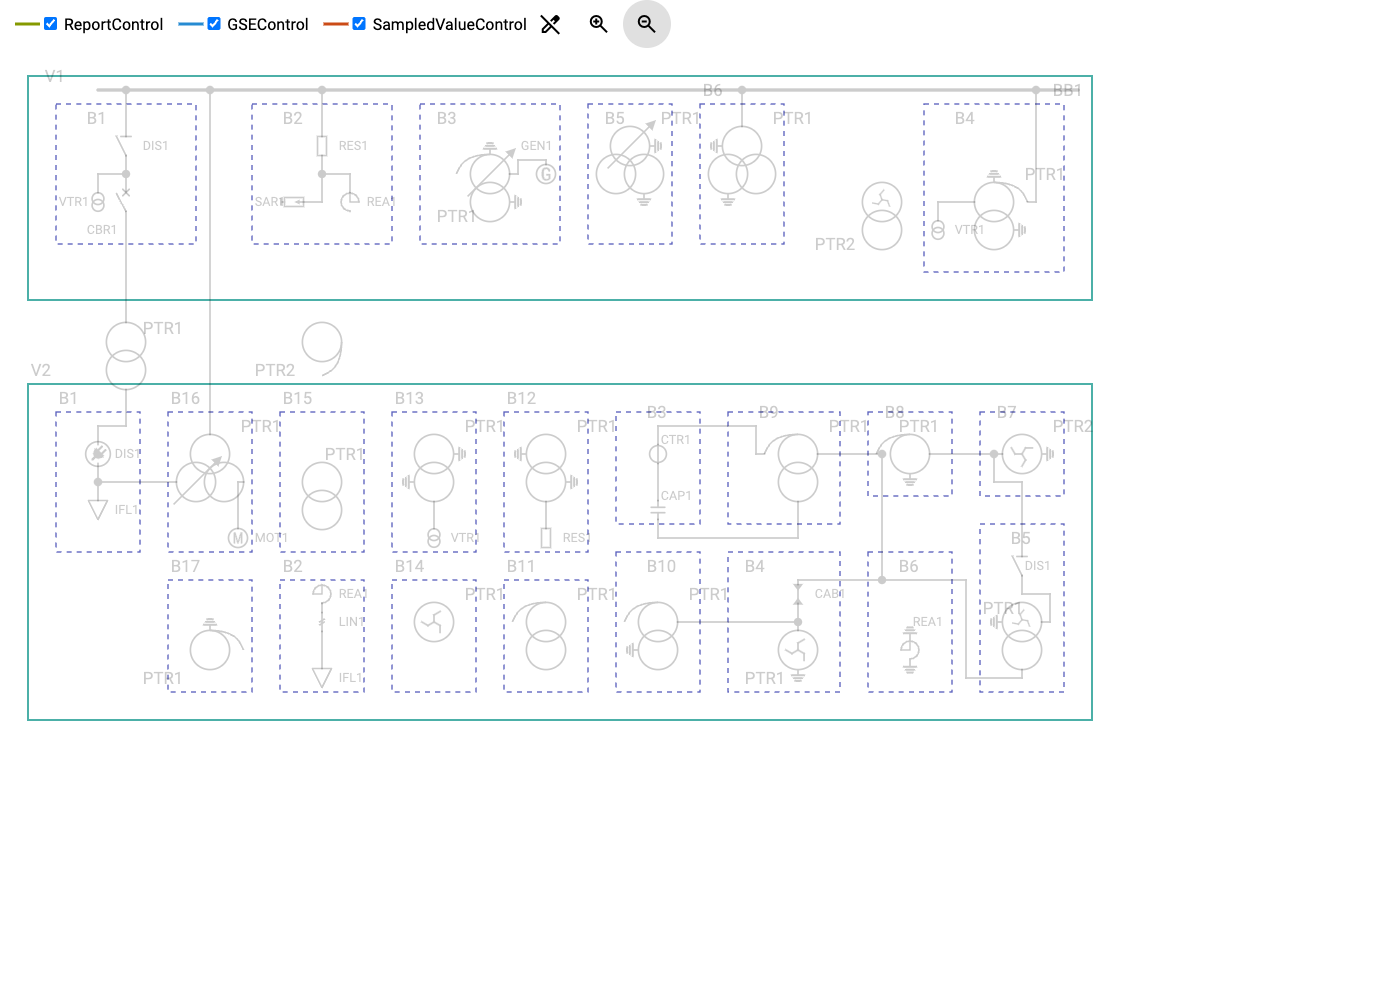 ReportControl GSEControl SampledValueControl
V1
B6 BB1
B1 B2 B3 B5 PTR1 PTR1 B4
DIS1 RES1 GEN1
G
PTR1
VTR1 SAR1 REA1
PTR1
CBR1 VTR1
PTR2
PTR1
V2 PTR2
B1 B16 B15 B13 B12
B3 B9 B8 B7
PTR1 PTR1 PTR1 PTR1 PTR1 PTR2
CTR1
DIS1 PTR1
CAP1
IFL1
M MOT1 VTR1 RES1 B5
B17 B2 B14 B11 B10 B4 B6 DIS1
REA1 PTR1 PTR1 PTR1 CAB1
PTR1
LIN1 REA1
PTR1 IFL1 PTR1